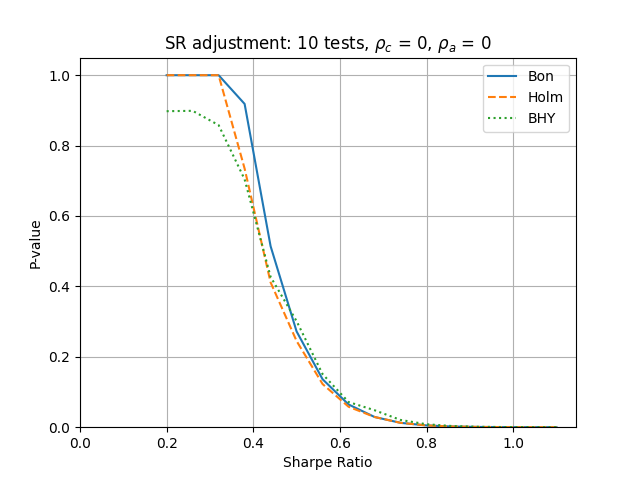 SR adjustment: 10 tests, ρc = 0, ρa = 0
Bon
Holm
BHY
P-value
1.0
0.8
0.6
0.4
0.2
0.0
0.0 0.2 0.4 0.6 0.8 1.0
Sharpe Ratio